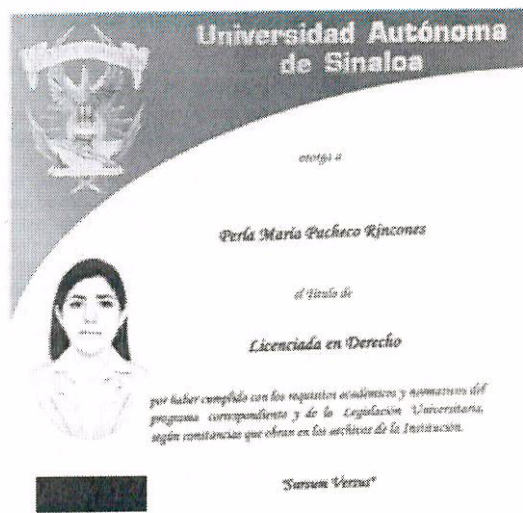 Universidad Autónoma
de Sinaloa
otorga a
Perla María Pacheco Rincones
el Título de
Licenciada en Derecho
por haber cumplido con los requisitos académicos y normativos del
programa correspondiente y de la Legislación Universitaria,
según constancias que obran en los archivos de la Institución.
"Sursum Versus"